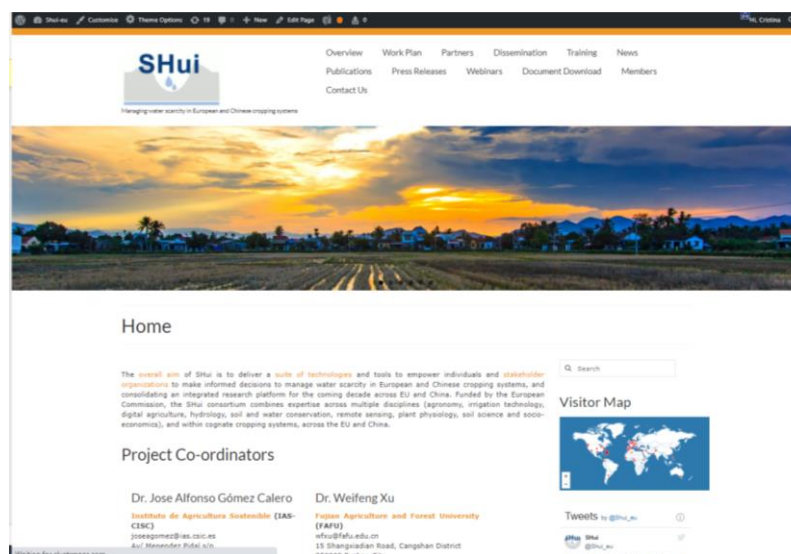 Shui-eu Customise Theme Options 19 0 New Edit Page 0 Hi, Cristina
SHui
Managing water scarcity in European and Chinese cropping systems
Overview Work Plan Partners Dissemination Training News
Publications Press Releases Webinars Document Download Members
Contact Us
Home
The overall aim of SHui is to deliver a suite of technologies and tools to empower individuals and stakeholder
organizations to make informed decisions to manage water scarcity in European and Chinese cropping systems, and
consolidating an integrated research platform for the coming decade across EU and China. Funded by the European
Commission, the SHui consortium combines expertise across multiple disciplines (agronomy, irrigation technology,
digital agriculture, hydrology, soil and water conservation, remote sensing, plant physiology, soil science and socio-
economics), and within cognate cropping systems, across the EU and China.
Search
Visitor Map
+
-
Project Co-ordinators
Dr. Jose Alfonso Gómez Calero
Instituto de Agricultura Sostenible (IAS-
CISC)
joseagomez@ias.csic.es
Av/ Menendez Pidal s/n
Dr. Weifeng Xu
Fujian Agriculture and Forest University
(FAFU)
wfxu@fafu.edu.cn
15 Shangxiadian Road, Cangshan District
Tweets by @SHui_eu
SHui
@SHui_eu